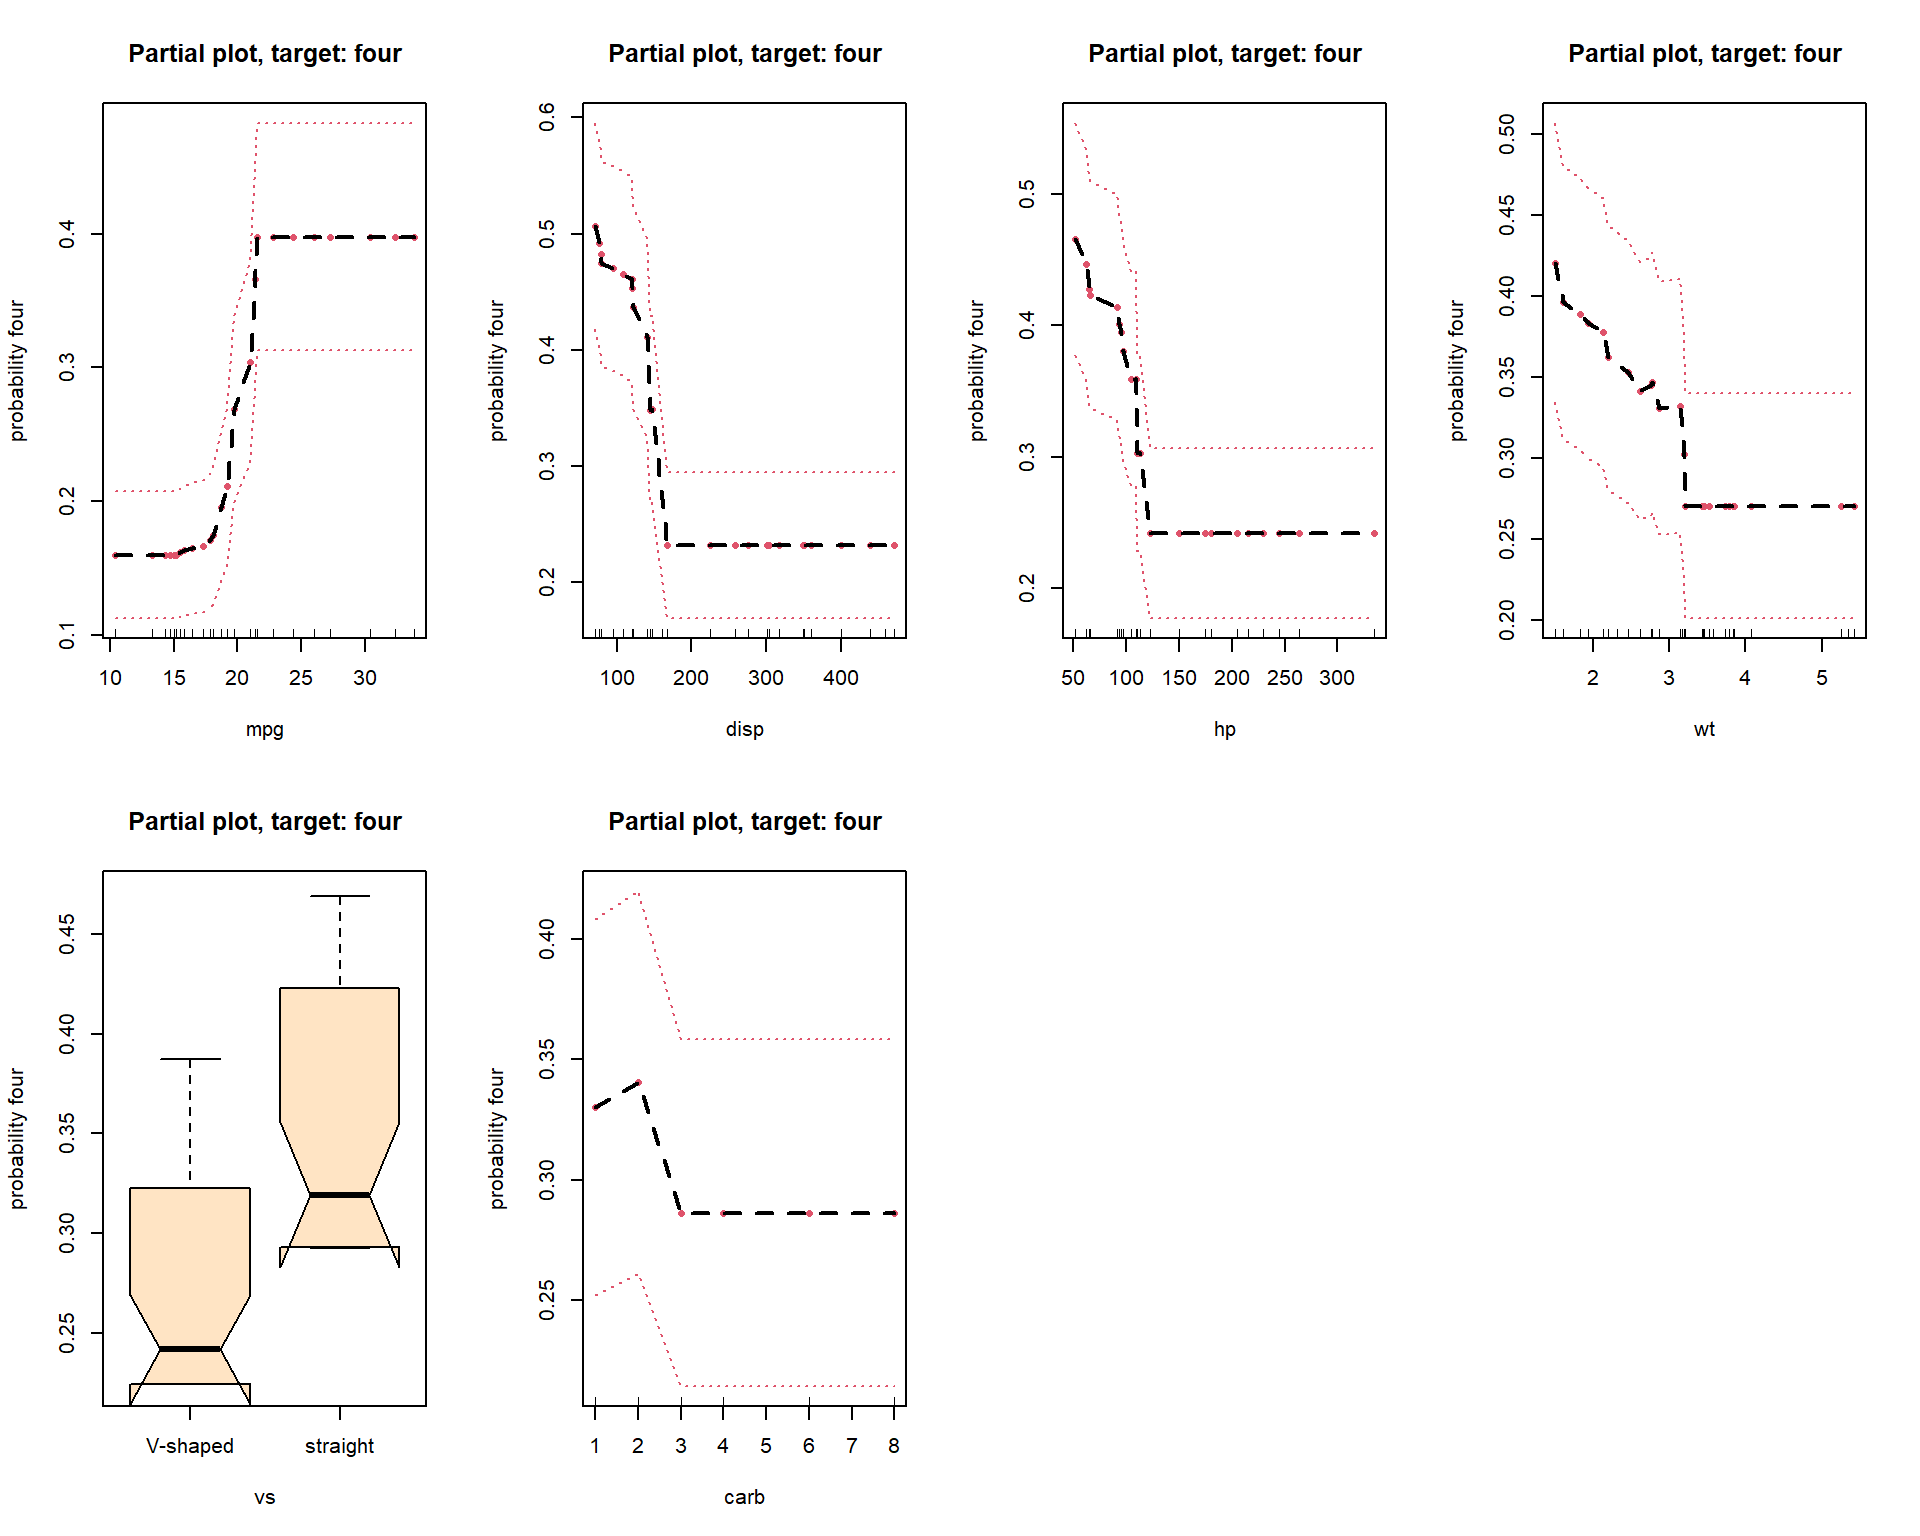 Partial plot, target: four
probability four
0.1 0.2 0.3 0.4
10 15 20 25 30
mpg
Partial plot, target: four
probability four
0.2 0.3 0.4 0.5 0.6
100 200 300 400
disp
Partial plot, target: four
probability four
0.2 0.3 0.4 0.5
50 100 150 200 250 300
hp
Partial plot, target: four
probability four
0.20 0.25 0.30 0.35 0.40 0.45 0.50
2 3 4 5
wt
Partial plot, target: four
probability four
0.25 0.30 0.35 0.40 0.45
V-shaped straight
vs
Partial plot, target: four
probability four
0.25 0.30 0.35 0.40
1 2 3 4 5 6 7 8
carb